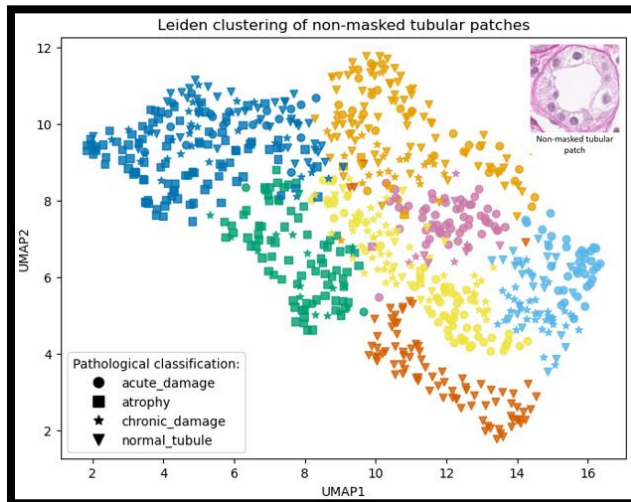 Leiden clustering of non-masked tubular patches
12
10
8
6
4
2
UMAP2
Non-masked tubular
patch
Pathological classification:
acute_damage
atrophy
chronic_damage
normal_tubule
2
4
6
8
10
12
14
16
UMAP1